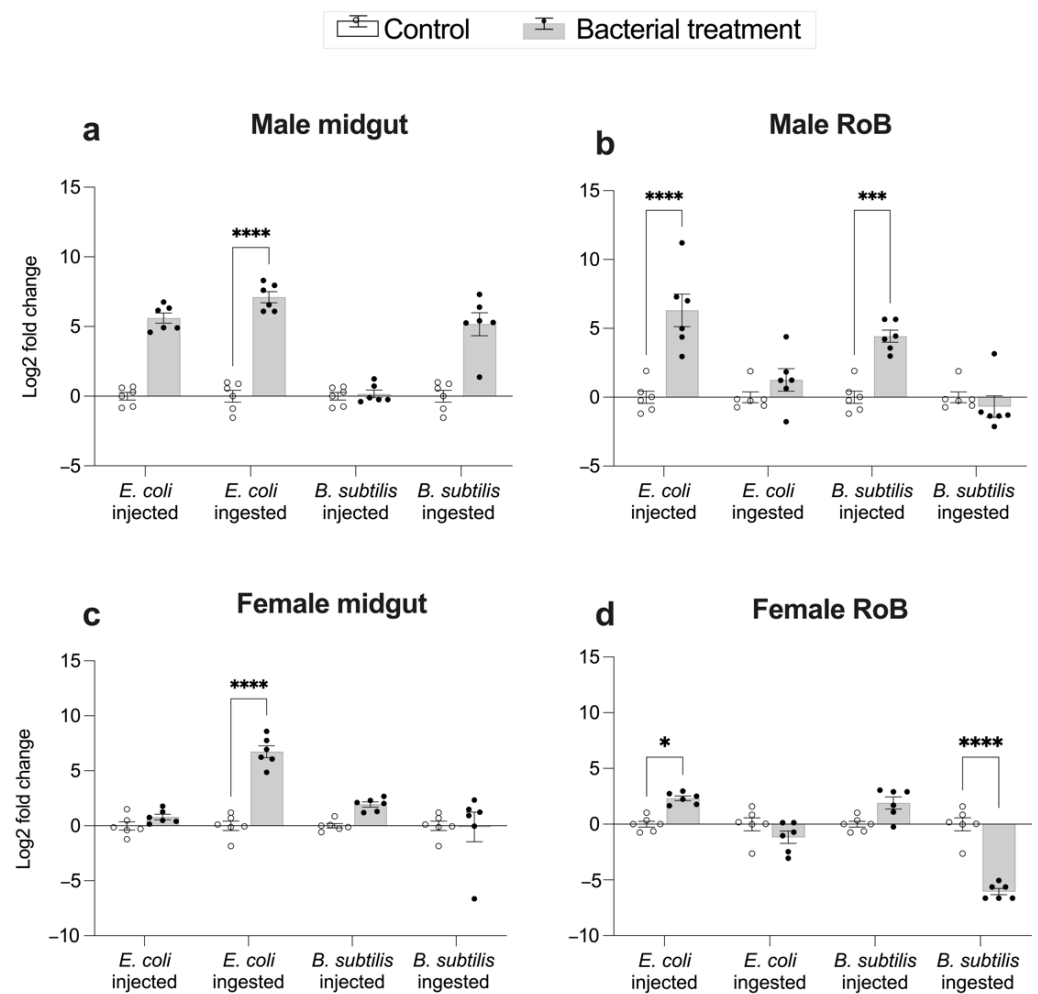 Control Bacterial treatment
a Male midgut
15
10
5
0
−5
Log2 fold change
****
E. coli injected
E. coli ingested
B. subtilis injected
B. subtilis ingested
b Male RoB
15
10
5
0
−5
****
***
E. coli injected
E. coli ingested
B. subtilis injected
B. subtilis ingested
c Female midgut
15
10
5
0
−5
−10
Log2 fold change
****
E. coli injected
E. coli ingested
B. subtilis injected
B. subtilis ingested
d Female RoB
15
10
5
0
−5
−10
*
****
E. coli injected
E. coli ingested
B. subtilis injected
B. subtilis ingested